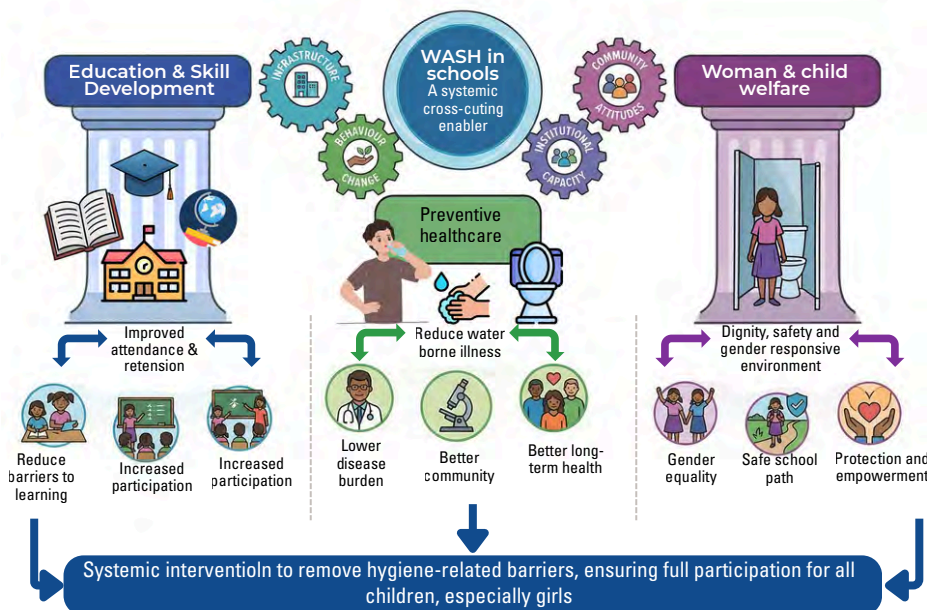 Education & Skill
Development
INFRASTRUCTURE
BEHAVIOUR
CHANGE
WASH in
schools
A systemic
cross-cuting
enabler
COMMUNITY
ATTITUDES
INSTITUTIONAL
CAPACITY
Woman & child
welfare
Preventive
healthcare
Improved
attendance &
retention
Reduce
barriers to
learning
Increased
participation
Increased
participation
Reduce water
borne illness
Lower
disease
burden
Better
community
Better long-
term health
Dignity, safety and
gender responsive
environment
Gender
equality
Safe school
path
Protection and
empowerment
Systemic interventioln to remove hygiene-related barriers, ensuring full participation for all
children, especially girls